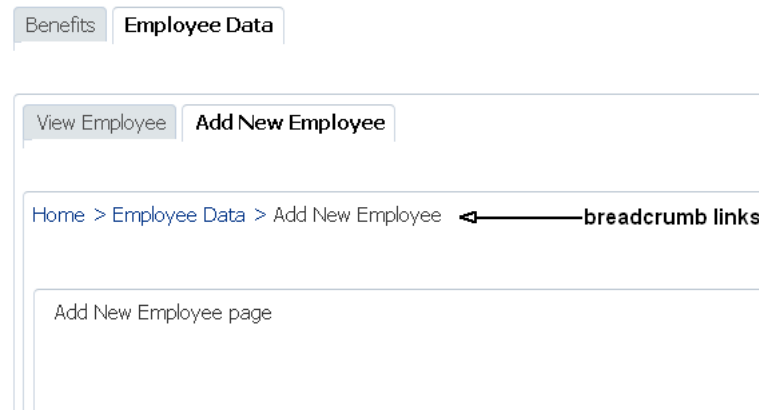 Benefits Employee Data
View Employee Add New Employee
Home > Employee Data > Add New Employee breadcrumb links
Add New Employee page